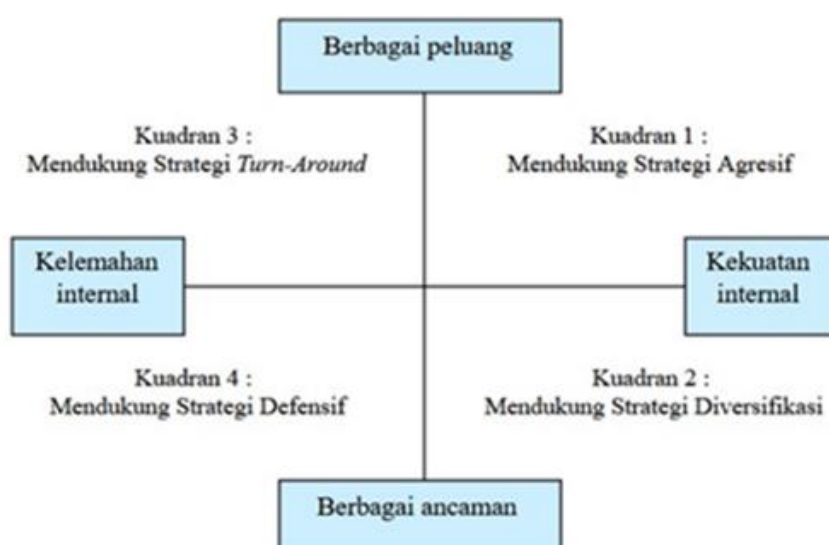 Berbagai peluang
Kuadran 3 :
Mendukung Strategi Turn-Around
Kuadran 1 :
Mendukung Strategi Agresif
Kelemahan
internal
Kekuatan
internal
Kuadran 4 :
Mendukung Strategi Defensif
Kuadran 2 :
Mendukung Strategi Diversifikasi
Berbagai ancaman